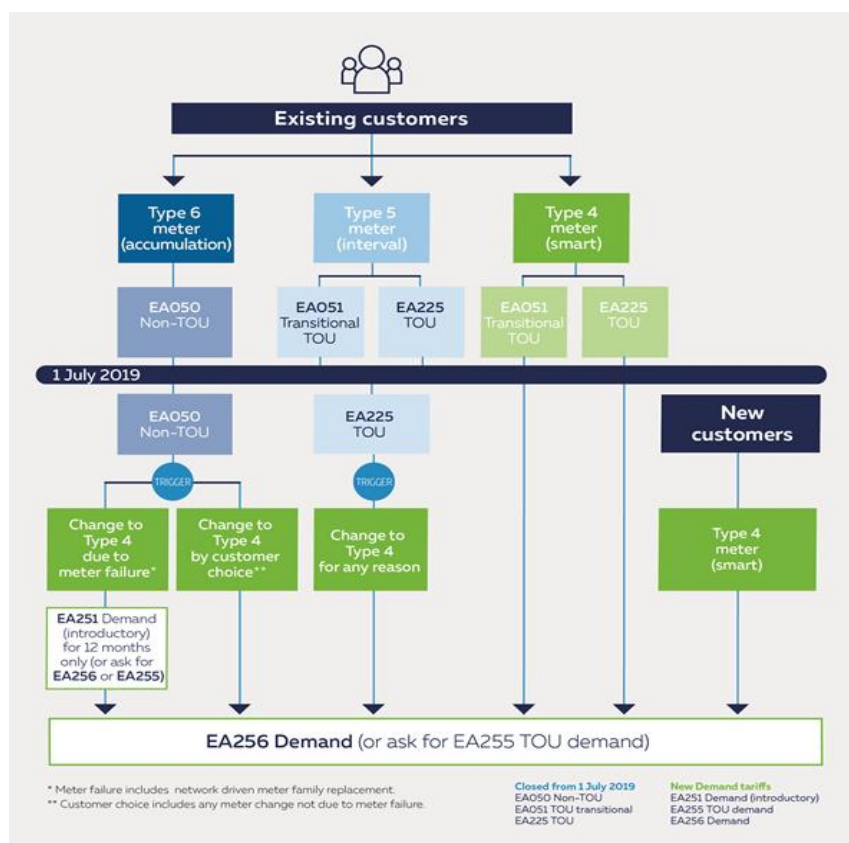 Existing customers
Type 6
meter
(accumulation)
Type 5
meter
(interval)
Type 4
meter
(smart)
EA050
Non-TOU
EA051
Transitional
TOU
EA225
TOU
EA051
Transitional
TOU
EA225
TOU
1 July 2019
EA050
Non-TOU
EA225
TOU
New
customers
TRIGGER
TRIGGER
Change to
Type 4
due to
meter failure*
Change to
Type 4
by customer
choice**
Change to
Type 4
for any reason
Type 4
meter
(smart)
EA251 Demand
(introductory)
for 12 months
only (or ask for
EA256 or EA255)
EA256 Demand (or ask for EA255 TOU demand)
* Meter failure includes network driven meter family replacement.
** Customer choice includes any meter change not due to meter failure.
Closed from 1 July 2019
EA050 Non-TOU
EA051 TOU transitional
EA225 TOU
New Demand tariffs
EA251 Demand (introductory)
EA255 TOU demand
EA256 Demand